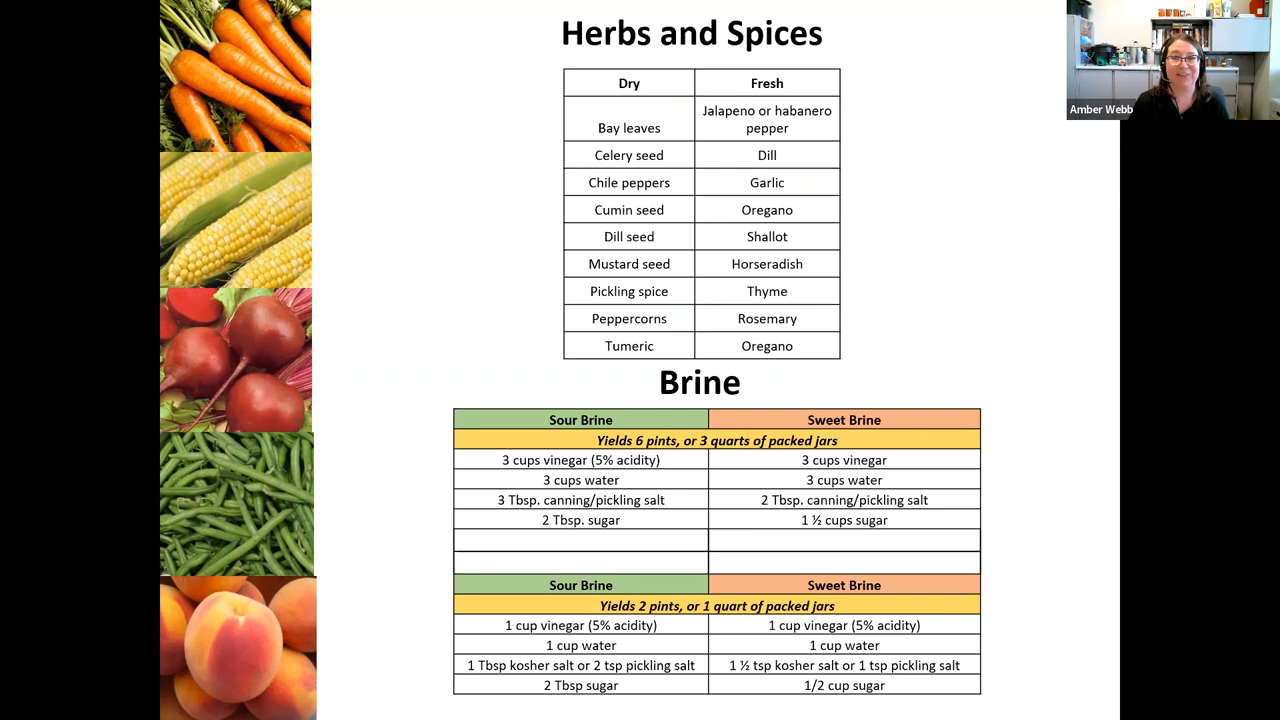 Herbs and Spices
Amber Webb
Dry Fresh
Bay leaves Jalapeno or habanero pepper
Celery seed Dill
Chile peppers Garlic
Cumin seed Oregano
Dill seed Shallot
Mustard seed Horseradish
Pickling spice Thyme
Peppercorns Rosemary
Tumeric Oregano
Brine
Sour Brine Sweet Brine
Yields 6 pints, or 3 quarts of packed jars
3 cups vinegar (5% acidity) 3 cups vinegar
3 cups water 3 cups water
3 Tbsp. canning/pickling salt 2 Tbsp. canning/pickling salt
2 Tbsp. sugar 1 ½ cups sugar
Sour Brine Sweet Brine
Yields 2 pints, or 1 quart of packed jars
1 cup vinegar (5% acidity) 1 cup vinegar (5% acidity)
1 cup water 1 cup water
1 Tbsp kosher salt or 2 tsp pickling salt 1 ½ tsp kosher salt or 1 tsp pickling salt
2 Tbsp sugar 1/2 cup sugar